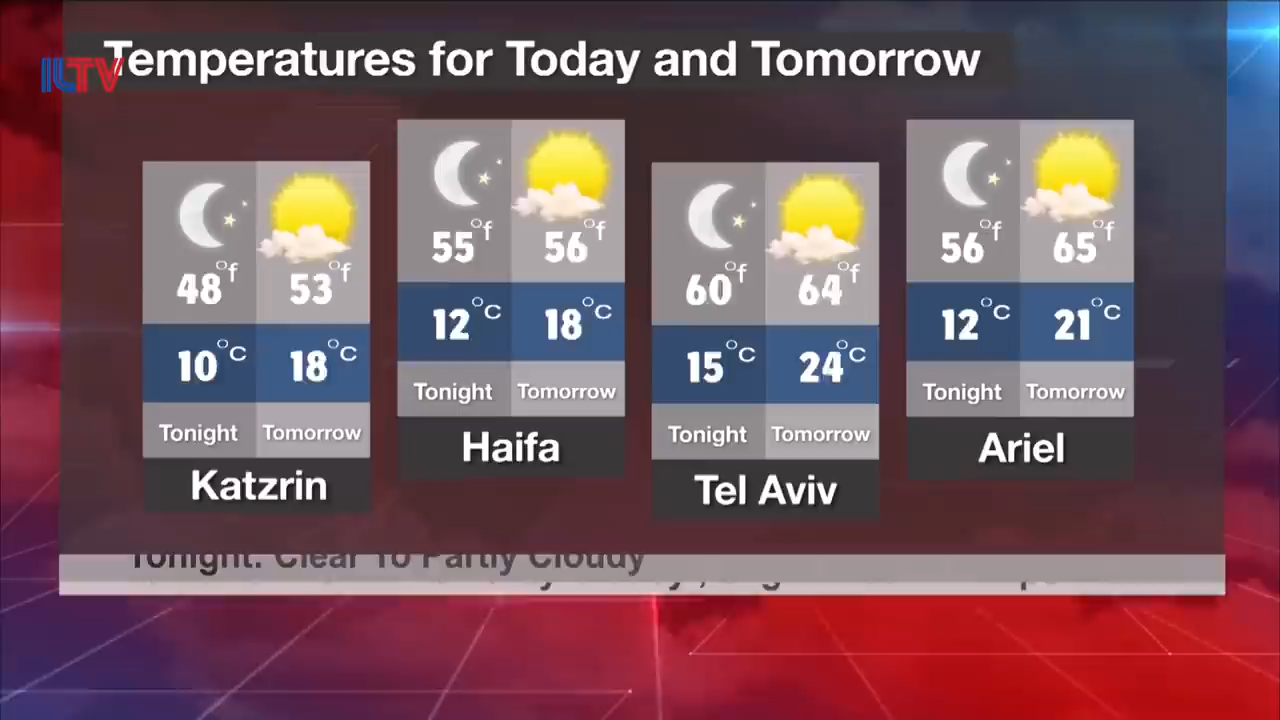 ILTV
Temperatures for Today and Tomorrow
48°f 53°f
10°C 18°C
Tonight Tomorrow
Katzrin
55°f 56°f
12°C 18°C
Tonight Tomorrow
Haifa
60°f 64°f
15°C 24°C
Tonight Tomorrow
Tel Aviv
56°f 65°f
12°C 21°C
Tonight Tomorrow
Ariel
Tonight: Clear To Partly Cloudy